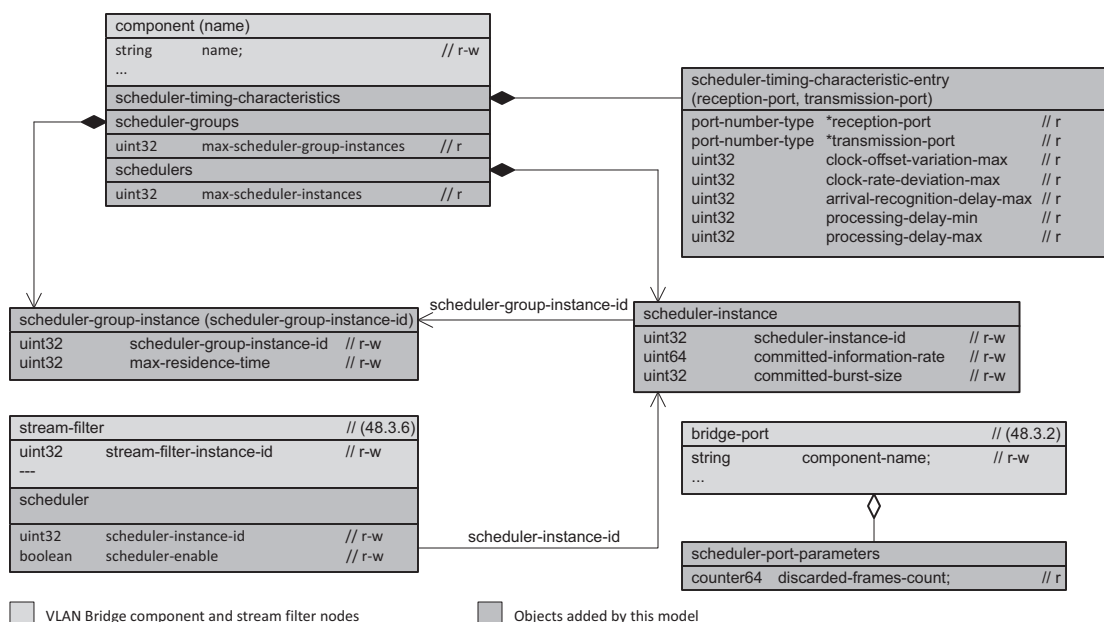 component (name)
string name; // r-w
...
scheduler-timing-characteristics
scheduler-groups
uint32 max-scheduler-group-instances // r
schedulers
uint32 max-scheduler-instances // r
scheduler-timing-characteristic-entry
(reception-port, transmission-port)
port-number-type *reception-port // r
port-number-type *transmission-port // r
uint32 clock-offset-variation-max // r
uint32 clock-rate-deviation-max // r
uint32 arrival-recognition-delay-max // r
uint32 processing-delay-min // r
uint32 processing-delay-max // r
scheduler-group-instance (scheduler-group-instance-id)
uint32 scheduler-group-instance-id // r-w
uint32 max-residence-time // r-w
scheduler-group-instance-id
scheduler-instance
uint32 scheduler-instance-id // r-w
uint64 committed-information-rate // r-w
uint32 committed-burst-size // r-w
stream-filter // (48.3.6)
uint32 stream-filter-instance-id // r-w
---
scheduler
uint32 scheduler-instance-id // r-w
boolean scheduler-enable // r-w
scheduler-instance-id
bridge-port // (48.3.2)
string component-name; // r-w
...
scheduler-port-parameters
counter64 discarded-frames-count; // r
VLAN Bridge component and stream filter nodes
Objects added by this model